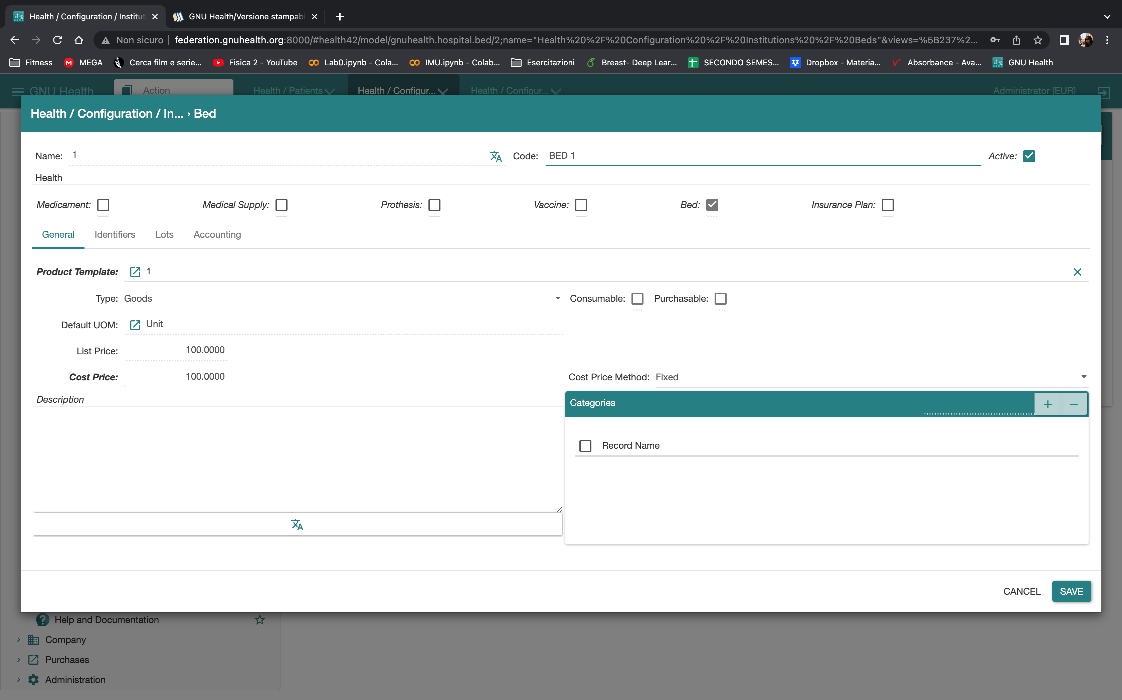 Health / Configuration / Institut
GNU Health/Versione stampabi
Non sicuro
federation.gnuhealth.org:8000/#health42/model/gnuhealth.hospital.bed/2;name="Health%20%2F%20Configuration%20%2F%20Institutions%20%2F%20Beds"&views=%5B237%2...
Fitness
MEGA
Cerca film e serie...
Fisica 2 - YouTube
Lab0.ipynb - Cola...
IMU.ipynb - Colab...
Esercitazioni
Breast- Deep Lear...
SECONDO SEMES...
Dropbox - Materia...
Absorbance - Ava...
GNU Health
GNU Health
Action
Health / Patients
Health / Configur...
Health / Configur...
Administrator [EUR]
Health / Configuration / In... › Bed
Name: 1
Code: BED 1
Active:
Health
Medicament:
Medical Supply:
Prothesis:
Vaccine:
Bed:
Insurance Plan:
General
Identifiers
Lots
Accounting
Product Template: 1
Type: Goods
Consumable:
Purchasable:
Default UOM: Unit
List Price: 100.0000
Cost Price: 100.0000
Cost Price Method: Fixed
Description
Categories
Record Name
CANCEL
SAVE
Help and Documentation
Company
Purchases
Administration